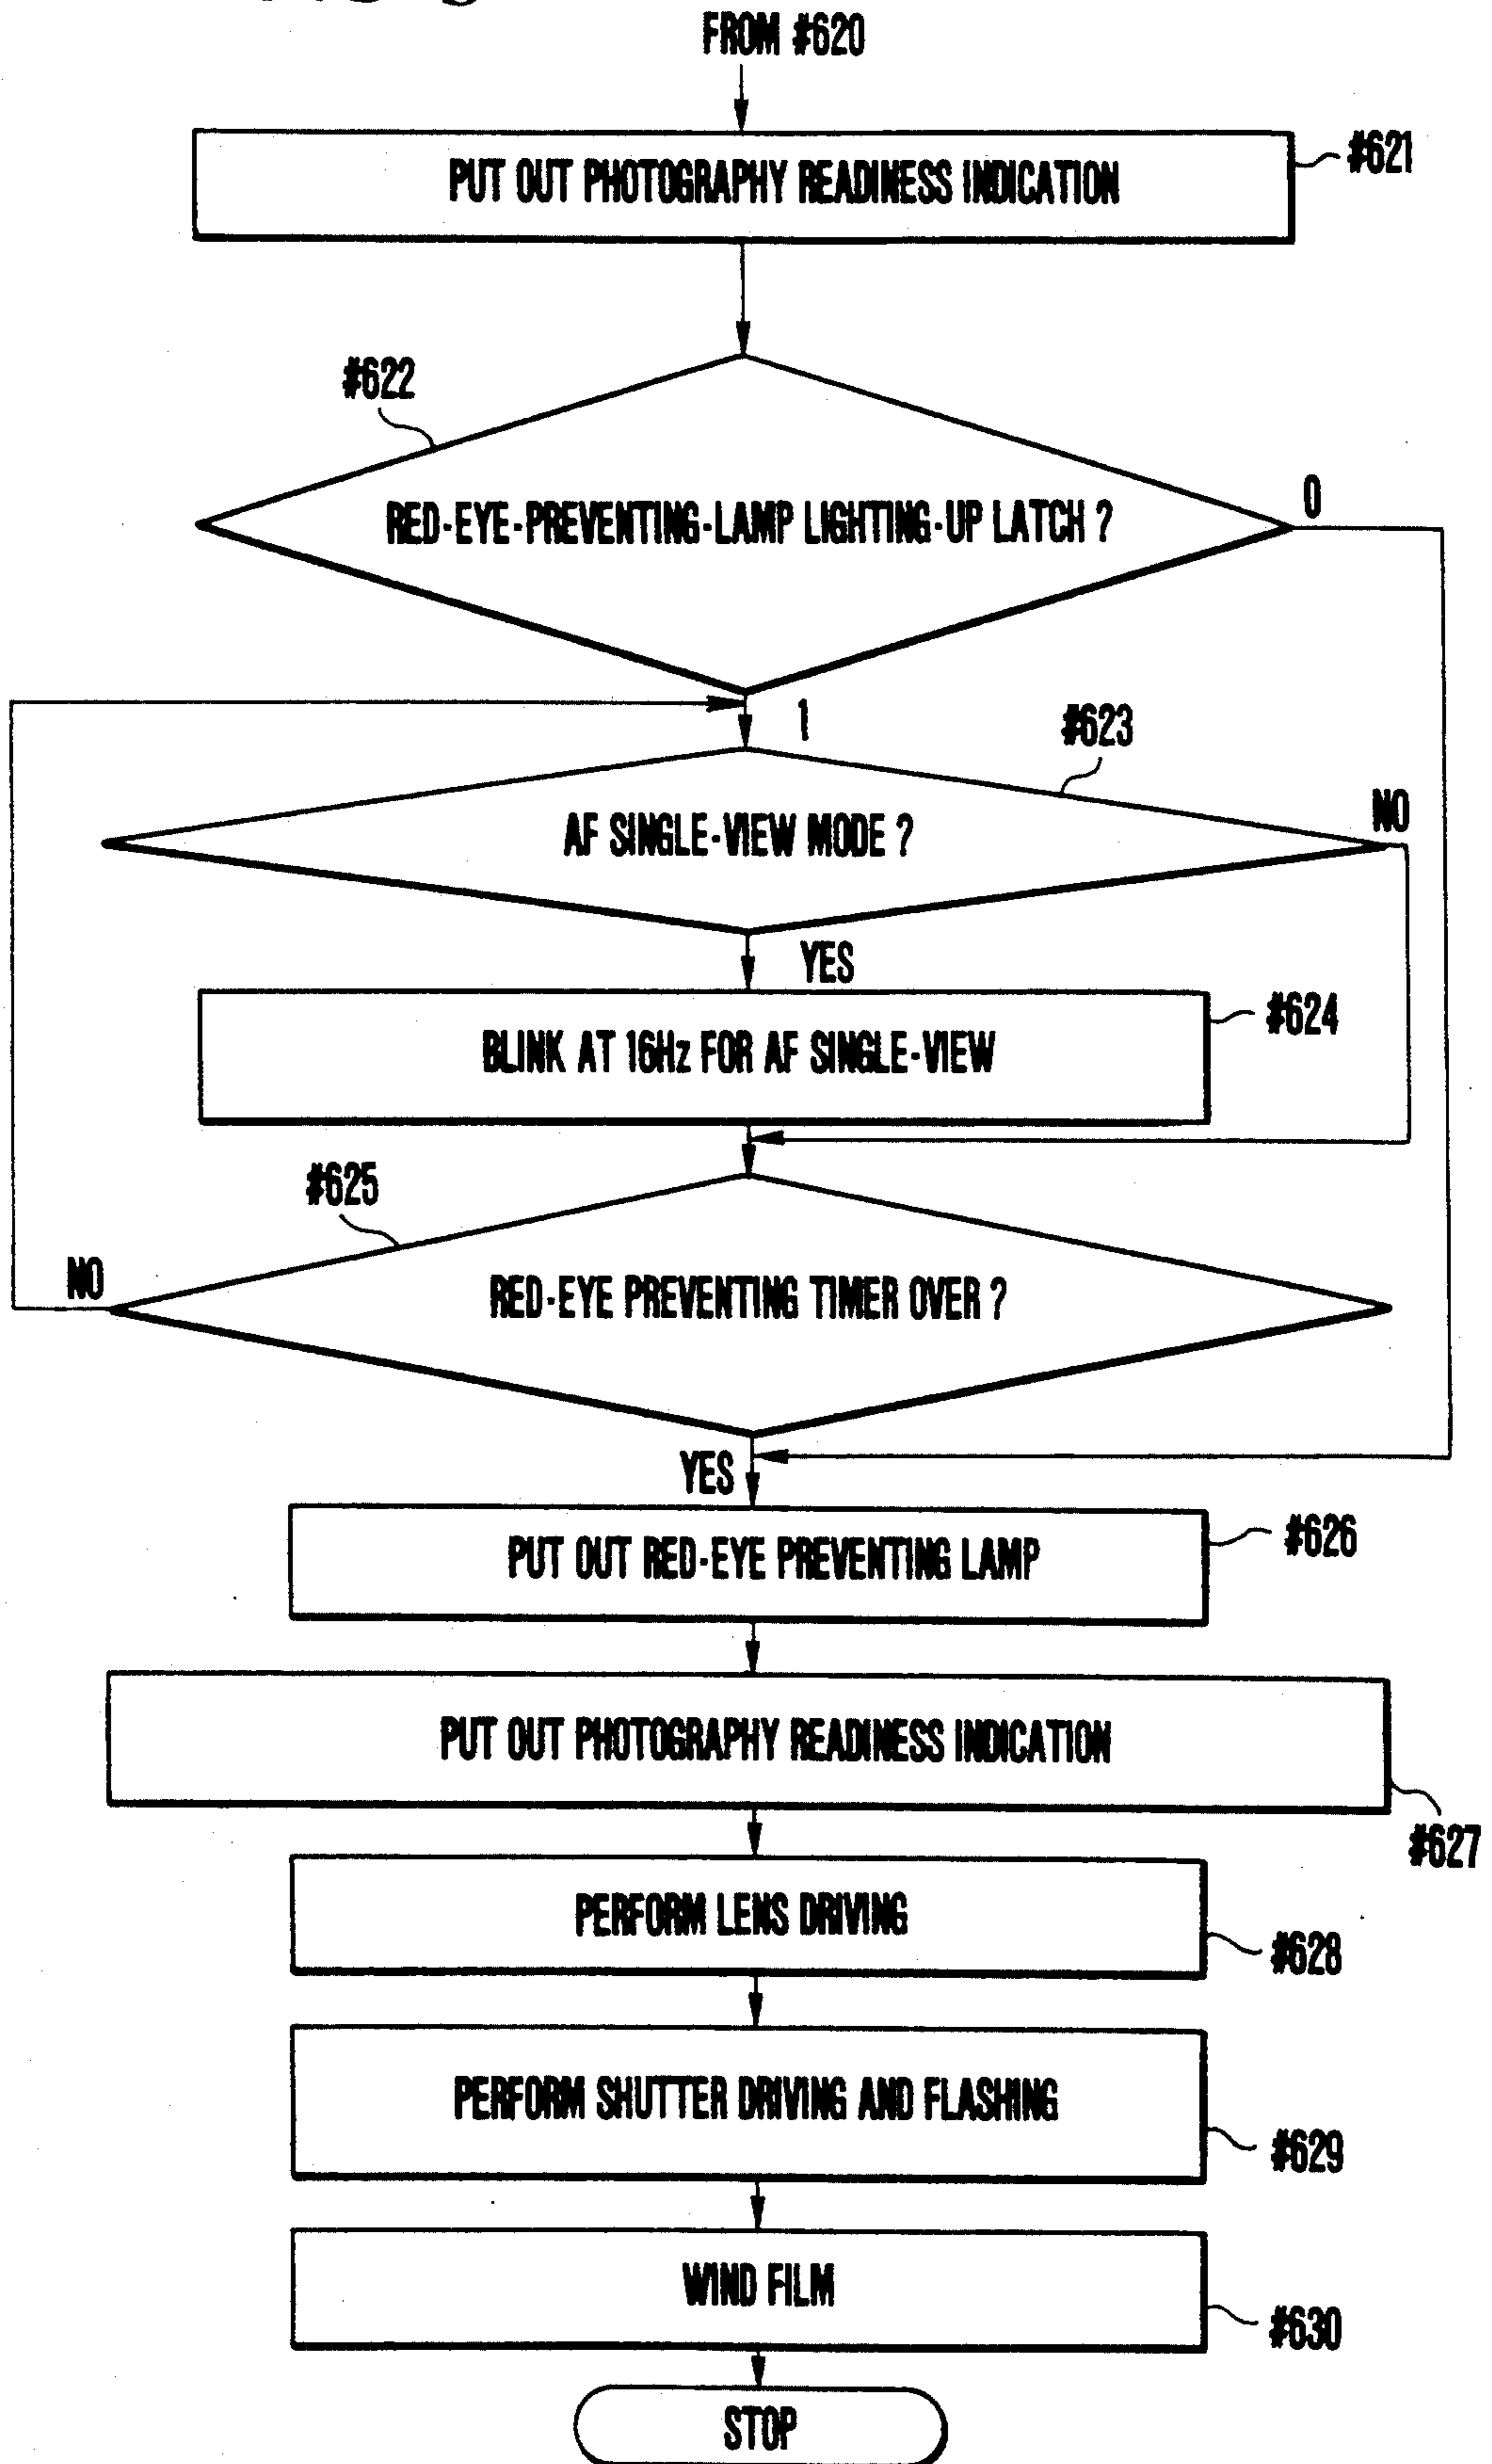 FROM #620
PUT OUT PHOTOGRAPHY READINESS INDICATION
#621
#622
RED-EYE-PREVENTING-LAMP LIGHTING-UP LATCH ?
0
1
#623
AF SINGLE-VIEW MODE ?
NO
YES
BLINK AT 16Hz FOR AF SINGLE-VIEW
#624
#625
NO
RED-EYE PREVENTING TIMER OVER ?
YES
PUT OUT RED-EYE PREVENTING LAMP
#626
PUT OUT PHOTOGRAPHY READINESS INDICATION
#627
PERFORM LENS DRIVING
#628
PERFORM SHUTTER DRIVING AND FLASHING
#629
WIND FILM
#630
STOP